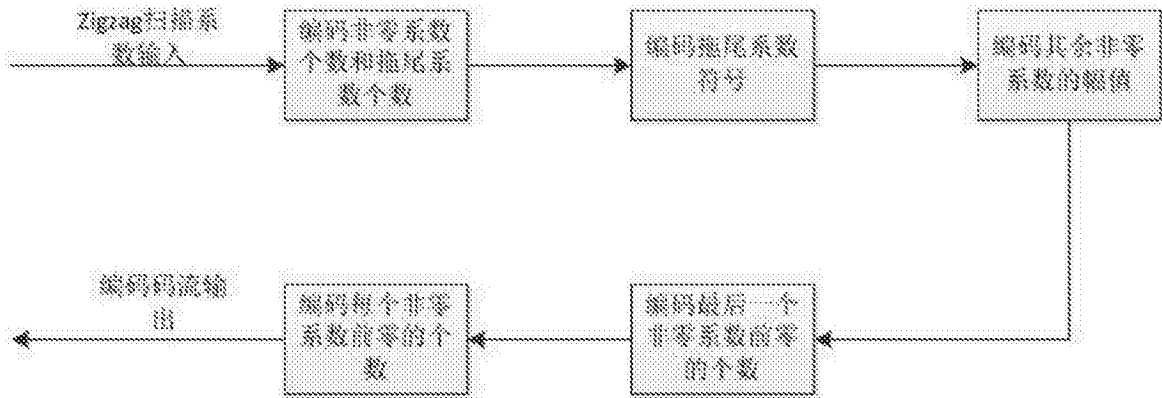 Zigzag扫描系
数输入
编码非零系数
个数和拖尾系
数个数
编码拖尾系数
符号
编码其会非零
系数的幅值
编码码流输
出
编码每个非零
系数前零的个
数
编码最后一个
非零系数前零
的个数